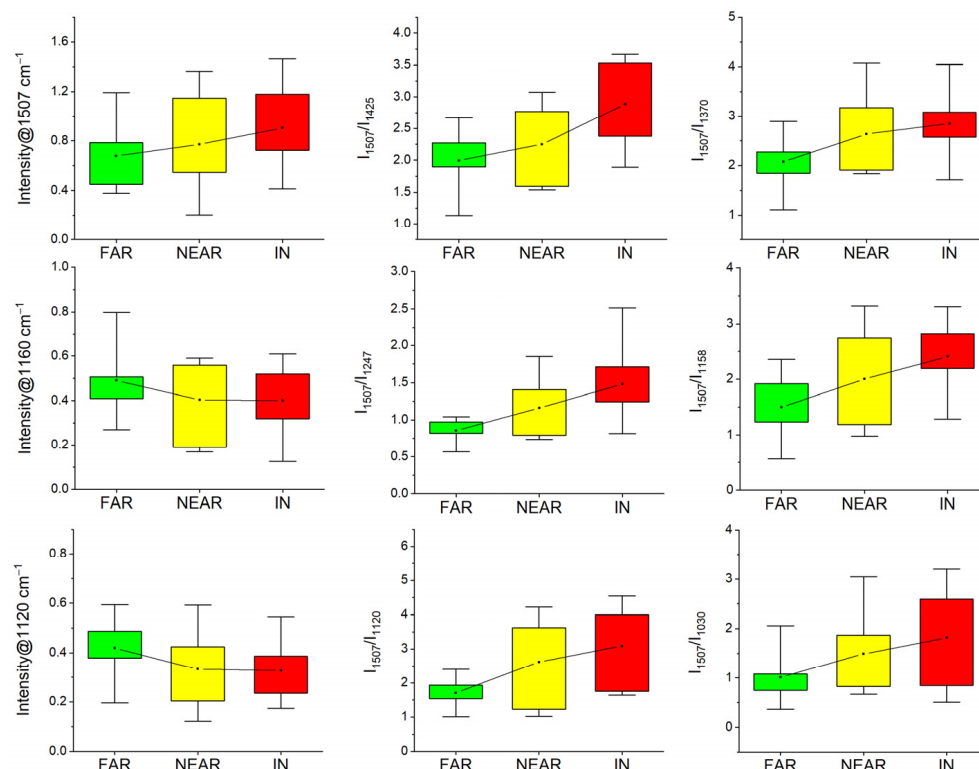 Intensity@1507 cm⁻¹
1.6
1.2
0.8
0.4
0.0
FAR NEAR IN
I1507/I1425
4.0
3.5
3.0
2.5
2.0
1.5
1.0
FAR NEAR IN
I1507/I1370
5
4
3
2
1
FAR NEAR IN
Intensity@1160 cm⁻¹
1.0
0.8
0.6
0.4
0.2
0.0
FAR NEAR IN
I1507/I1247
3.0
2.5
2.0
1.5
1.0
0.5
0.0
FAR NEAR IN
I1507/I1158
4
3
2
1
0
FAR NEAR IN
Intensity@1120 cm⁻¹
0.8
0.6
0.4
0.2
0.0
FAR NEAR IN
I1507/I1120
6
5
4
3
2
1
0
FAR NEAR IN
I1507/I1030
4
3
2
1
0
FAR NEAR IN